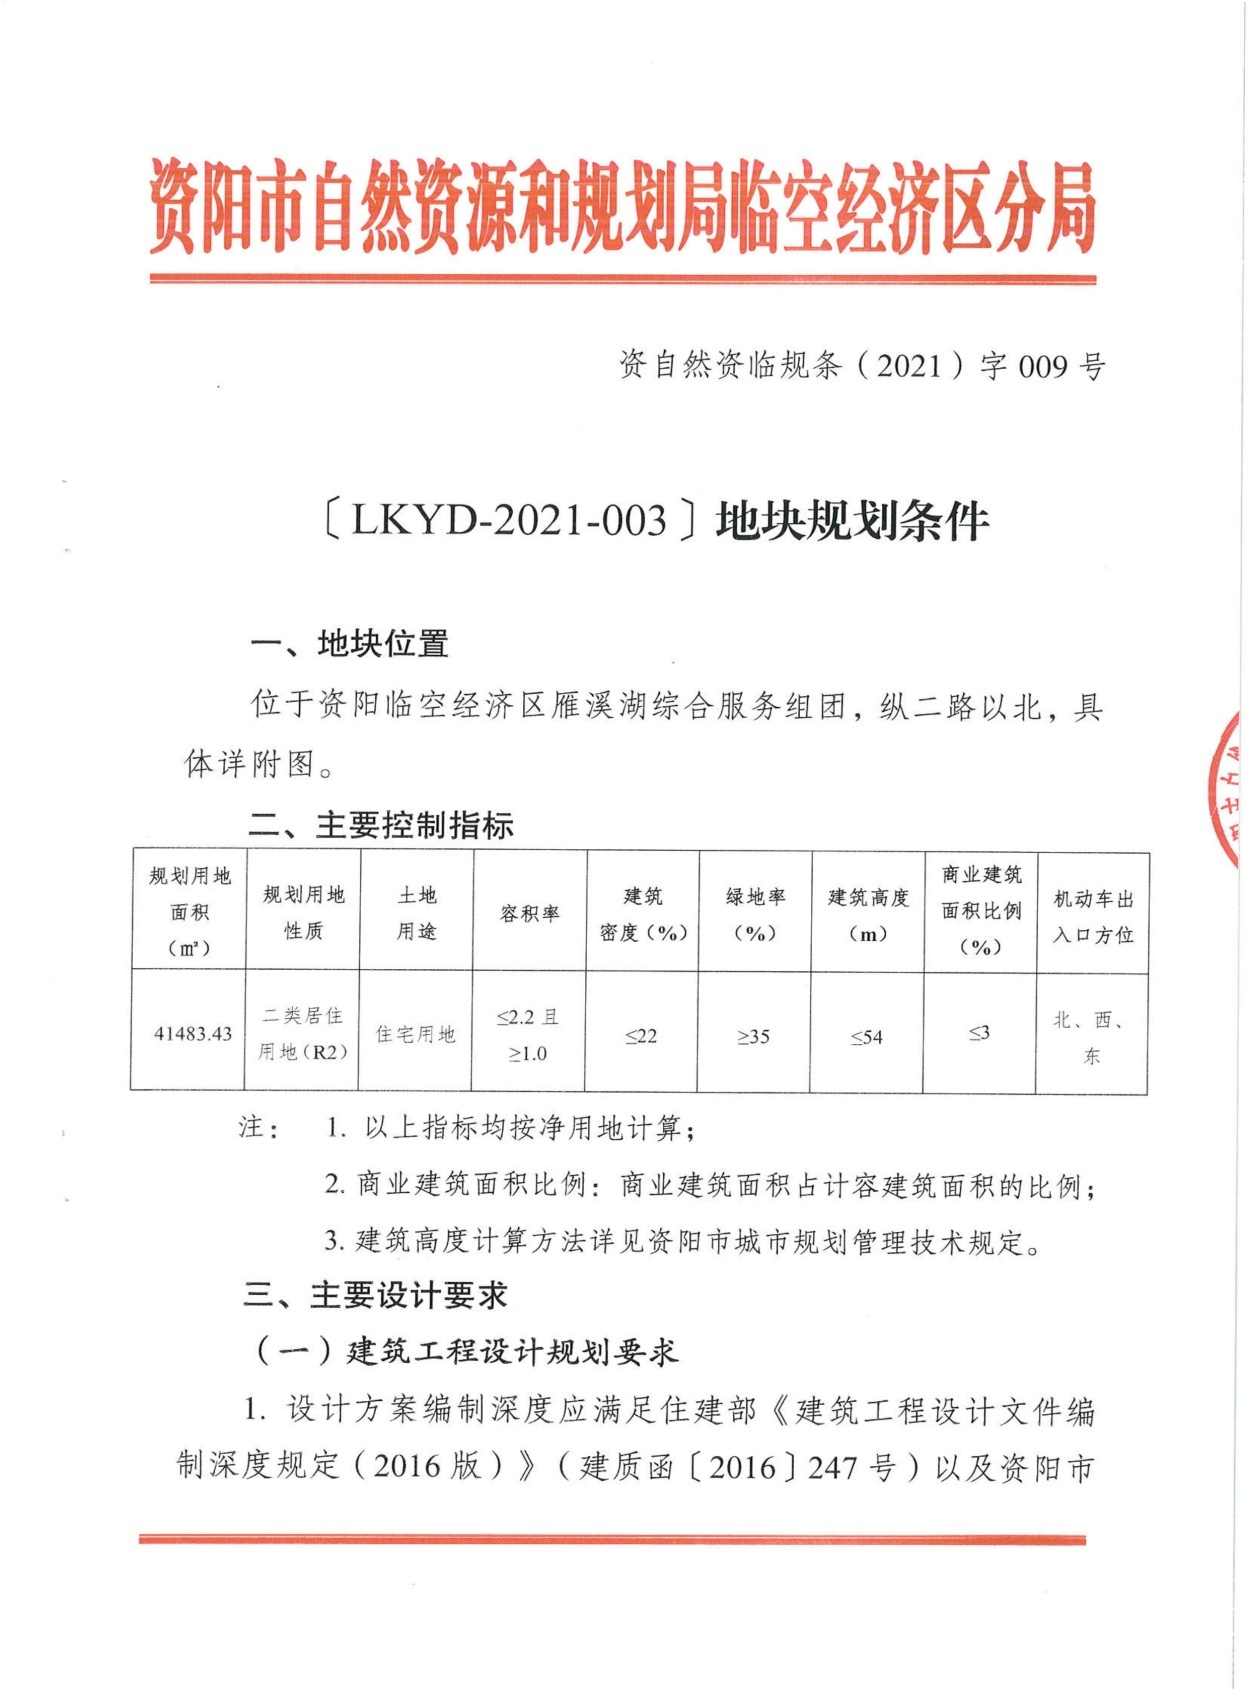 资阳市自然资源和规划局临空经济区分局
资自然资临规条（2021）字 009 号
〔LKYD-2021-003〕地块规划条件
一、地块位置
位于资阳临空经济区雁溪湖综合服务组团，纵二路以北，具
体详附图。
二、主要控制指标
规划用地
面积
（㎡）
规划用地
性质
土地
用途
容积率
建筑
密度（%）
绿地率
（%）
建筑高度
（m）
商业建筑
面积比例
（%）
机动车出
入口方位
41483.43
二类居住
用地（R2）
住宅用地
≤2.2 且
≥1.0
≤22
≥35
≤54
≤3
北、西、
东
注： 1. 以上指标均按净用地计算；
2. 商业建筑面积比例：商业建筑面积占计容建筑面积的比例；
3. 建筑高度计算方法详见资阳市城市规划管理技术规定。
三、主要设计要求
（一）建筑工程设计规划要求
1. 设计方案编制深度应满足住建部《建筑工程设计文件编
制深度规定（2016 版）》（建质函〔2016〕247 号）以及资阳市